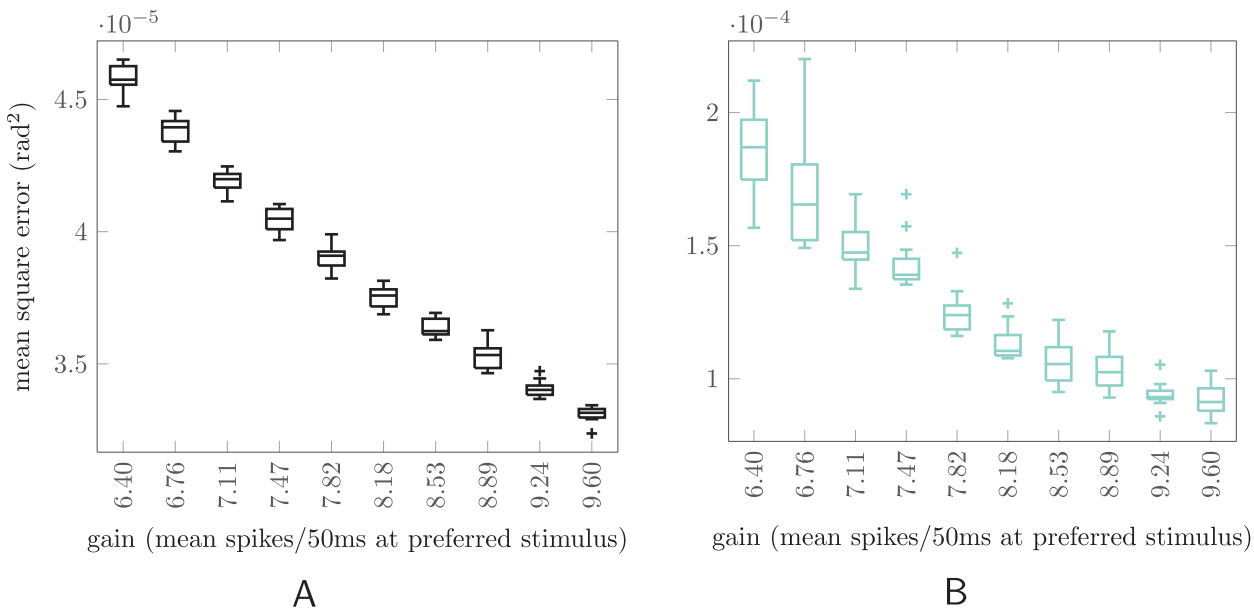 ·10⁻⁵
mean square error (rad²)
4.5
4
3.5
6.40 6.76 7.11 7.47 7.82 8.18 8.53 8.89 9.24 9.60
gain (mean spikes/50ms at preferred stimulus)
A
·10⁻⁴
2
1.5
1
6.40 6.76 7.11 7.47 7.82 8.18 8.53 8.89 9.24 9.60
gain (mean spikes/50ms at preferred stimulus)
B